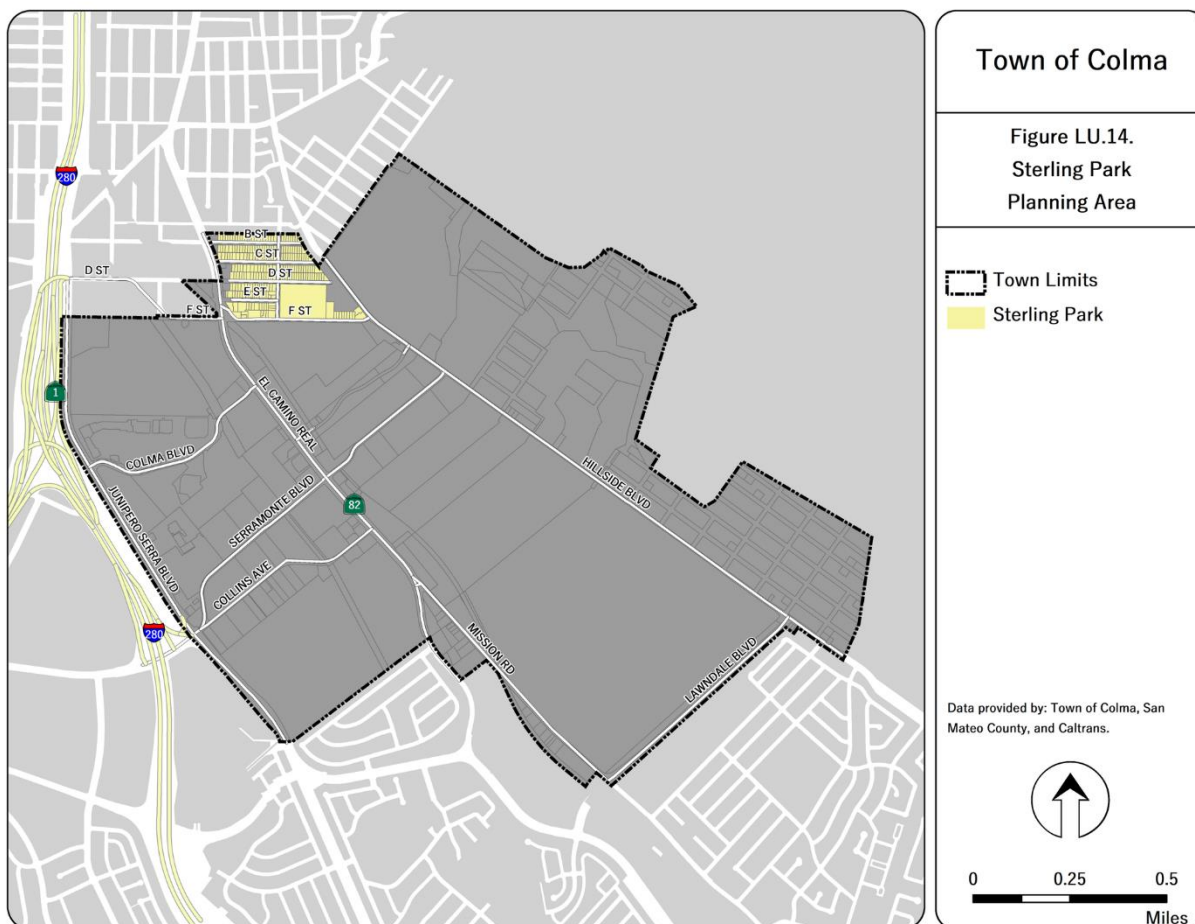 Town of Colma
Figure LU.14.
Sterling Park
Planning Area
Town Limits
Sterling Park
Data provided by: Town of Colma, San
Mateo County, and Caltrans.
0 0.25 0.5
Miles
280
B ST
C ST
D ST
D ST
E ST
F ST
F ST
1
EL CAMINO REAL
COLMA BLVD
JUNIPERO SERRA BLVD
SERRAMONTE BLVD
82
HILLSIDE BLVD
COLLINS AVE
280
MISSION RD
LAWNDALE BLVD